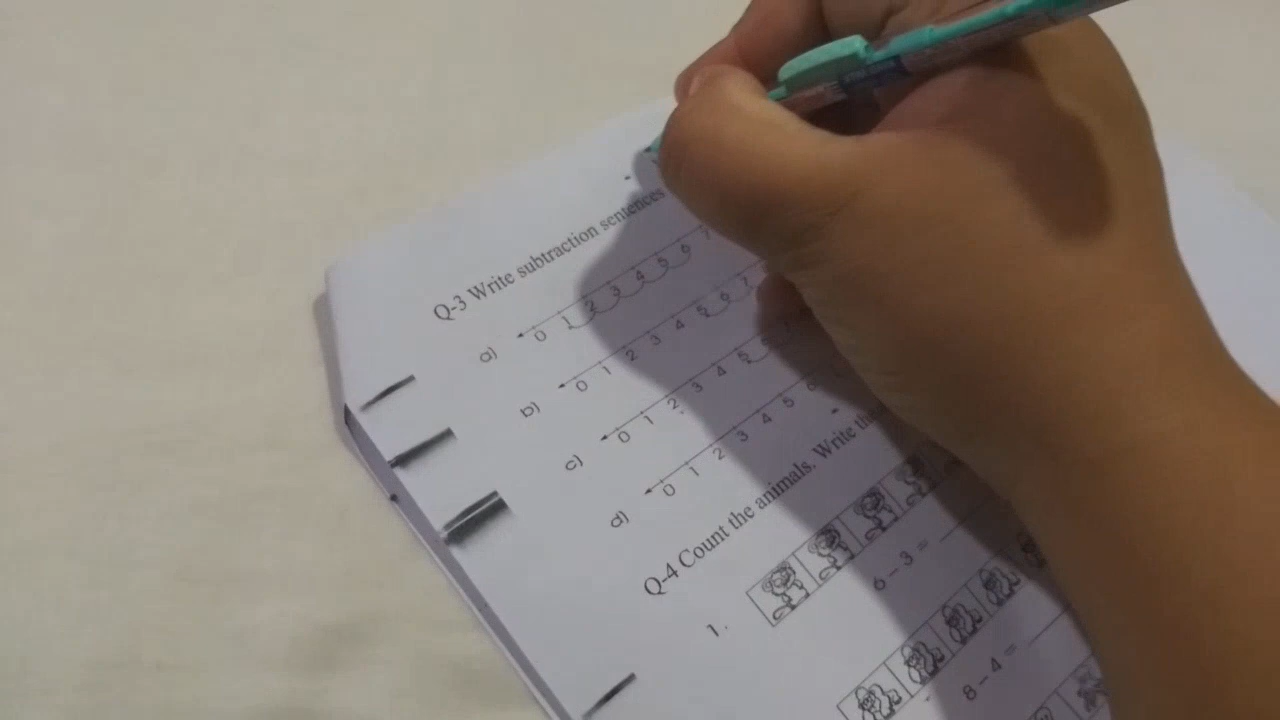 Q-3 Write subtraction sentences
a) 0 1 2 3 4 5 6 7
b) 0 1 2 3 4 5 6 7
c) 0 1 2 3 4 5
d) 0 1 2 3 4 5 6
Q-4 Count the animals. Write
1.
6 – 3 =
8 – 4 =